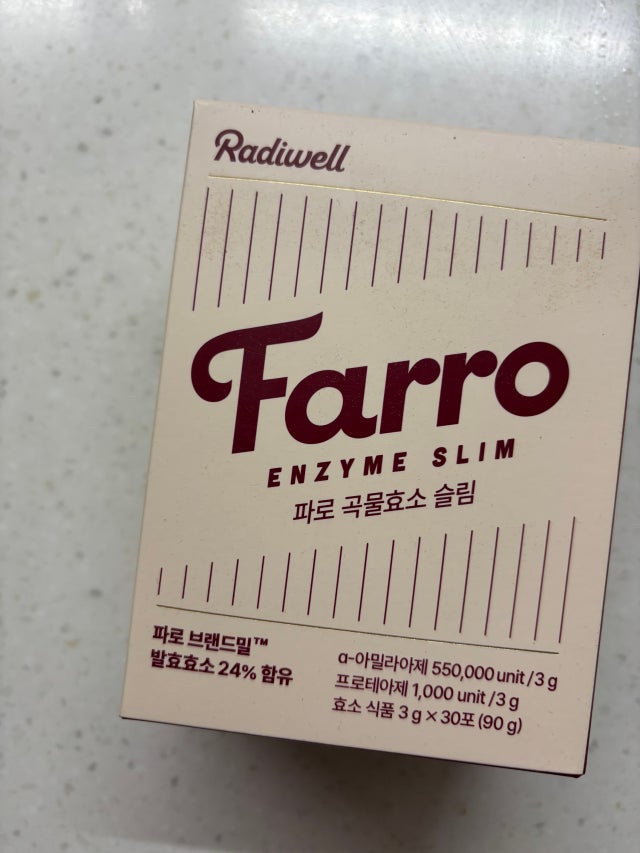 Radiwell
Farro
ENZYME SLIM
파로 곡물효소 슬림
파로 브랜드밀™
발효효소 24% 함유
α-아밀라아제 550,000 unit /3 g
프로테아제 1,000 unit /3 g
효소 식품 3 g × 30포 (90 g)